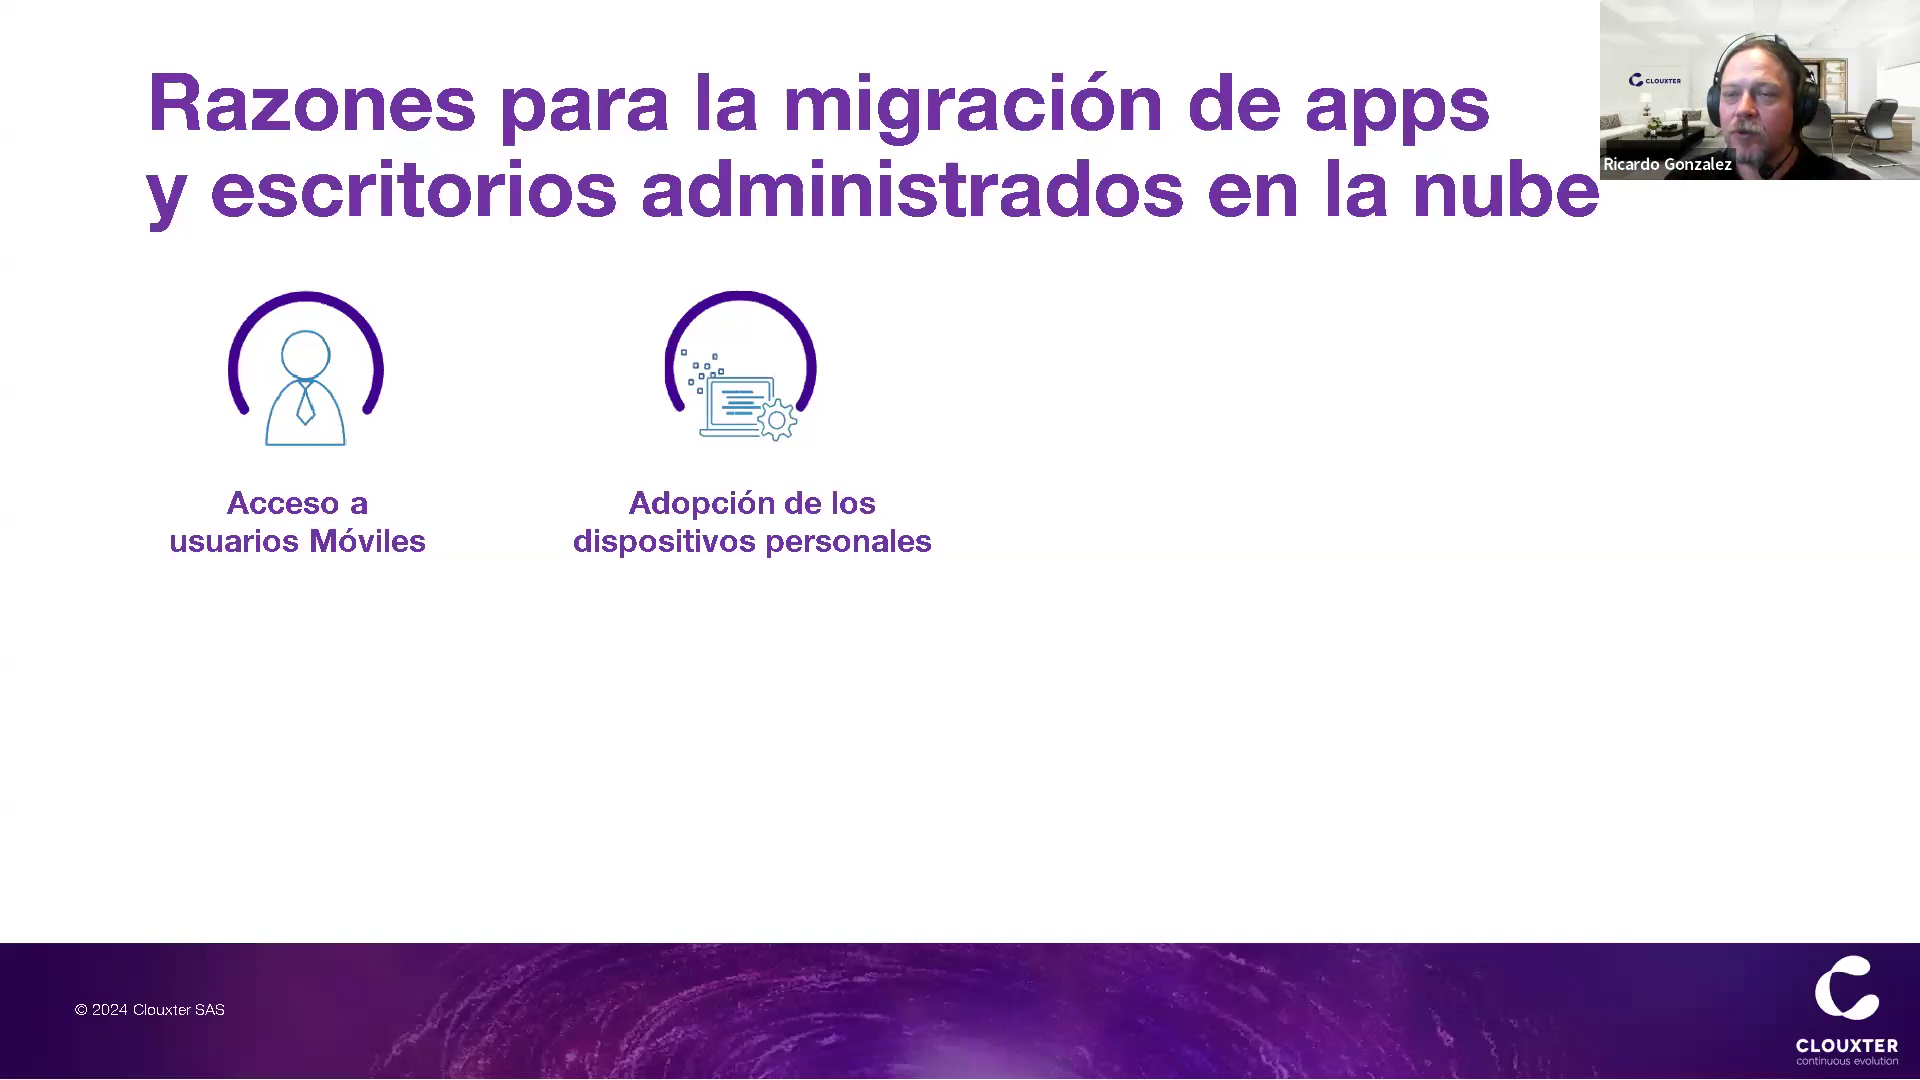 Razones para la migración de apps
y escritorios administrados en la nube
CLOUXTER
Ricardo Gonzalez
Acceso a
usuarios Móviles
Adopción de los
dispositivos personales
© 2024 Clouxter SAS
CLOUXTER
continuous evolution